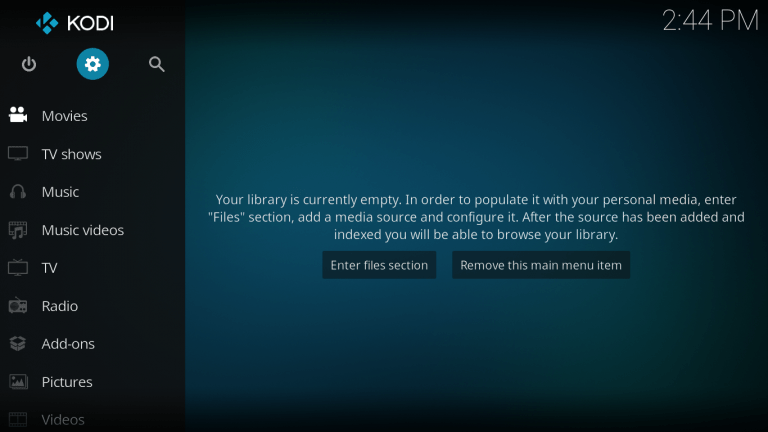 KODI
2:44 PM
Movies
TV shows
Music
Music videos
TV
Radio
Add-ons
Pictures
Videos
Your library is currently empty. In order to populate it with your personal media, enter
"Files" section, add a media source and configure it. After the source has been added and
indexed you will be able to browse your library.
Enter files section
Remove this main menu item